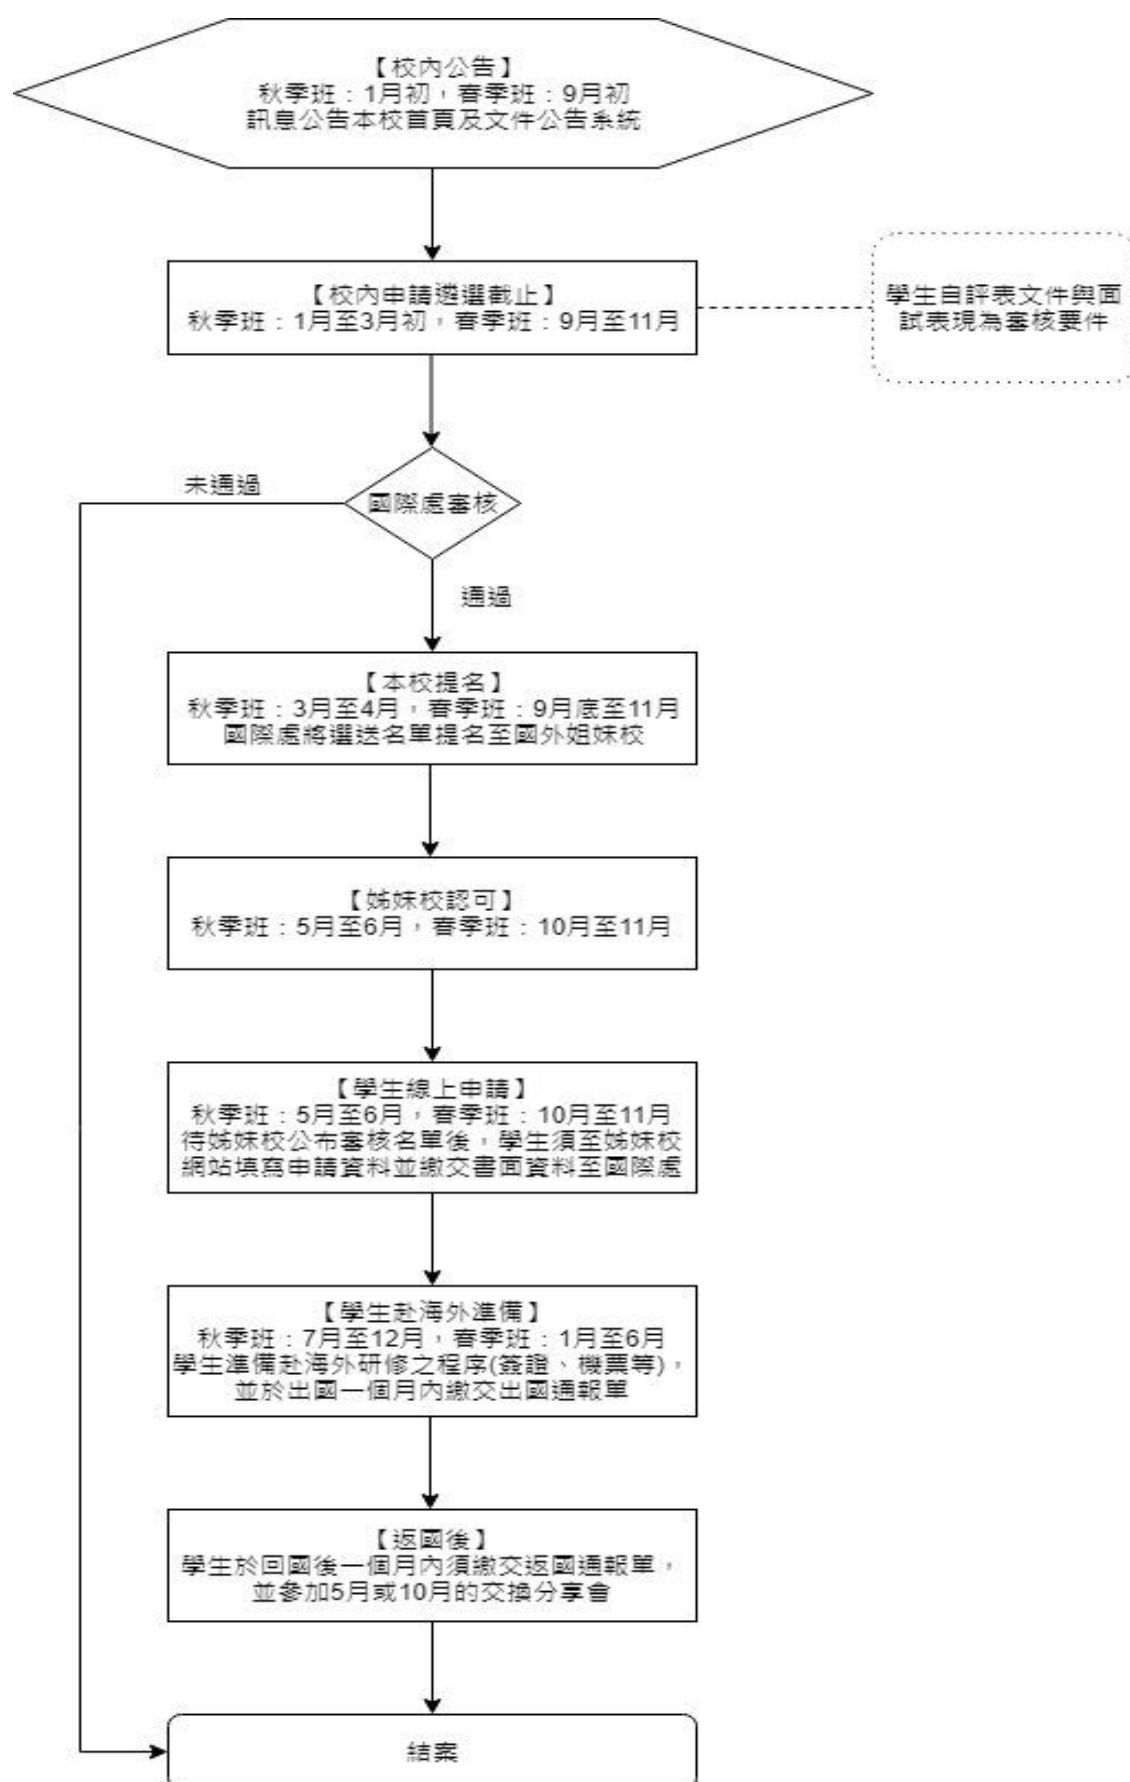 【校內公告】
秋季班：1月初，春季班：9月初
訊息公告本校首頁及文件公告系統
【校內申請遴選截止】
秋季班：1月至3月初，春季班：9月至11月
學生自評表文件與面
試表現為審核要件
國際處審核
未通過
通過
【本校提名】
秋季班：3月至4月，春季班：9月底至11月
國際處將選送名單提名至國外姐妹校
【姊妹校認可】
秋季班：5月至6月，春季班：10月至11月
【學生線上申請】
秋季班：5月至6月，春季班：10月至11月
待姊妹校公布審核名單後，學生須至姊妹校
網站填寫申請資料並繳交書面資料至國際處
【學生赴海外準備】
秋季班：7月至12月，春季班：1月至6月
學生準備赴海外研修之程序(簽證、機票等)，
並於出國一個月內繳交出國通報單
【返國後】
學生於回國後一個月內須繳交返國通報單，
並參加5月或10月的交換分享會
結案